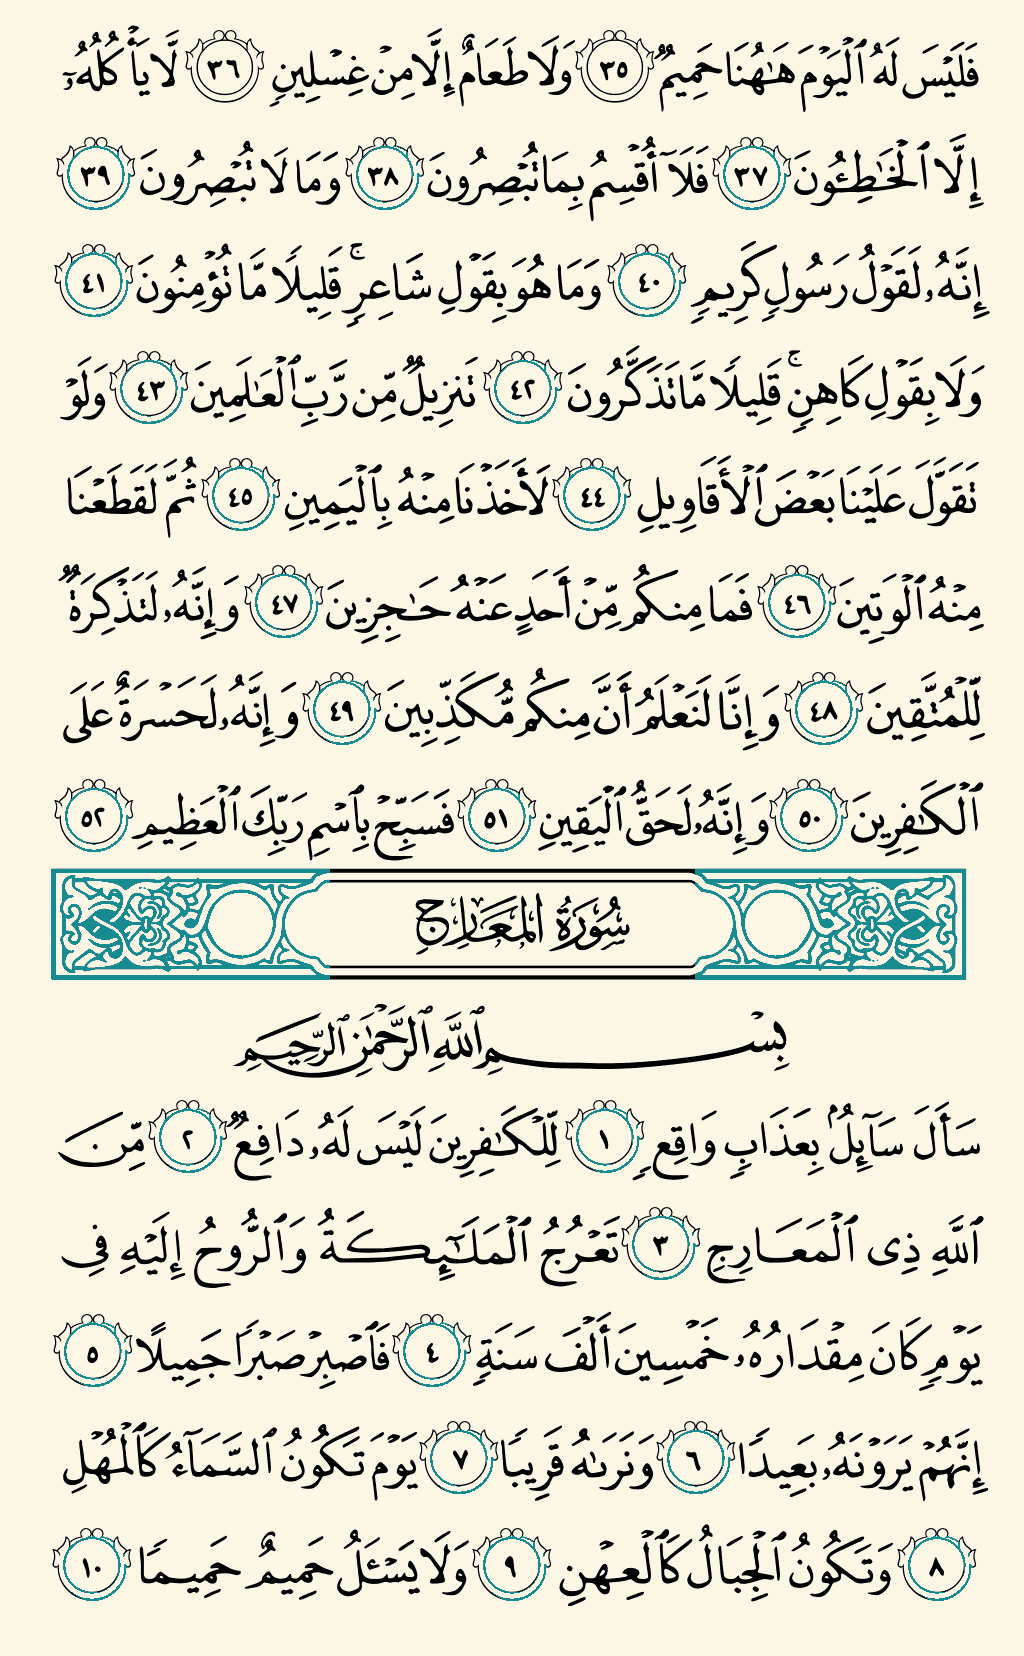 فَلَيْسَ لَهُ ٱلْيَوْمَ هَٰهُنَا حَمِيمٌ ٣٥ وَلَا طَعَامٌ إِلَّا مِنْ غِسْلِينٍ ٣٦ لَّا يَأْكُلُهُۥٓ
إِلَّا ٱلْخَٰطِـُٔونَ ٣٧ فَلَآ أُقْسِمُ بِمَا تُبْصِرُونَ ٣٨ وَمَا لَا تُبْصِرُونَ ٣٩
إِنَّهُۥ لَقَوْلُ رَسُولٍ كَرِيمٍ ٤٠ وَمَا هُوَ بِقَوْلِ شَاعِرٍ ۚ قَلِيلًا مَّا تُؤْمِنُونَ ٤١
وَلَا بِقَوْلِ كَاهِنٍ ۚ قَلِيلًا مَّا تَذَكَّرُونَ ٤٢ تَنزِيلٌ مِّن رَّبِّ ٱلْعَٰلَمِينَ ٤٣ وَلَوْ
تَقَوَّلَ عَلَيْنَا بَعْضَ ٱلْأَقَاوِيلِ ٤٤ لَأَخَذْنَا مِنْهُ بِٱلْيَمِينِ ٤٥ ثُمَّ لَقَطَعْنَا
مِنْهُ ٱلْوَتِينَ ٤٦ فَمَا مِنكُم مِّنْ أَحَدٍ عَنْهُ حَٰجِزِينَ ٤٧ وَإِنَّهُۥ لَتَذْكِرَةٌ
لِّلْمُتَّقِينَ ٤٨ وَإِنَّا لَنَعْلَمُ أَنَّ مِنكُم مُّكَذِّبِينَ ٤٩ وَإِنَّهُۥ لَحَسْرَةٌ عَلَى
ٱلْكَٰفِرِينَ ٥٠ وَإِنَّهُۥ لَحَقُّ ٱلْيَقِينِ ٥١ فَسَبِّحْ بِٱسْمِ رَبِّكَ ٱلْعَظِيمِ ٥٢
سُورَةُ المَعَارِجِ
بِسْمِ ٱللَّهِ ٱلرَّحْمَٰنِ ٱلرَّحِيمِ
سَأَلَ سَآئِلٌۢ بِعَذَابٍ وَاقِعٍ ١ لِّلْكَٰفِرِينَ لَيْسَ لَهُۥ دَافِعٌ ٢ مِّنَ
ٱللَّهِ ذِى ٱلْمَعَارِجِ ٣ تَعْرُجُ ٱلْمَلَٰٓئِكَةُ وَٱلرُّوحُ إِلَيْهِ فِى
يَوْمٍ كَانَ مِقْدَارُهُۥ خَمْسِينَ أَلْفَ سَنَةٍ ٤ فَٱصْبِرْ صَبْرًا جَمِيلًا ٥
إِنَّهُمْ يَرَوْنَهُۥ بَعِيدًا ٦ وَنَرَىٰهُ قَرِيبًا ٧ يَوْمَ تَكُونُ ٱلسَّمَآءُ كَٱلْمُهْلِ
٨ وَتَكُونُ ٱلْجِبَالُ كَٱلْعِهْنِ ٩ وَلَا يَسْـَٔلُ حَمِيمٌ حَمِيمًا ١٠